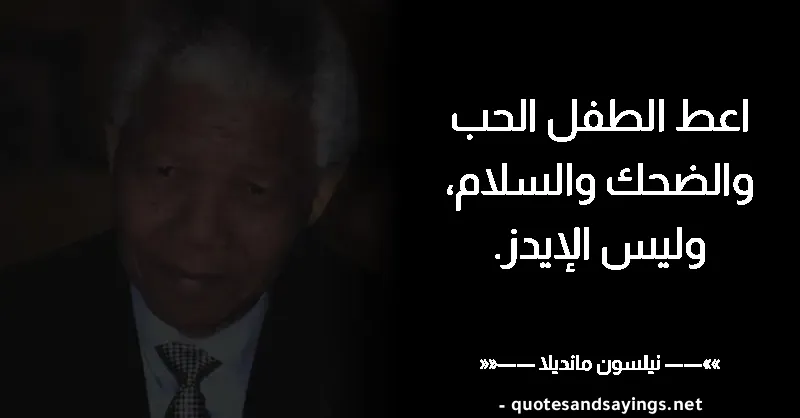 اعط الطفل الحب
والضحك والسلام،
وليس الإيدز.
»»—— نيلسون مانديلا ——««
- quotesandsayings.net